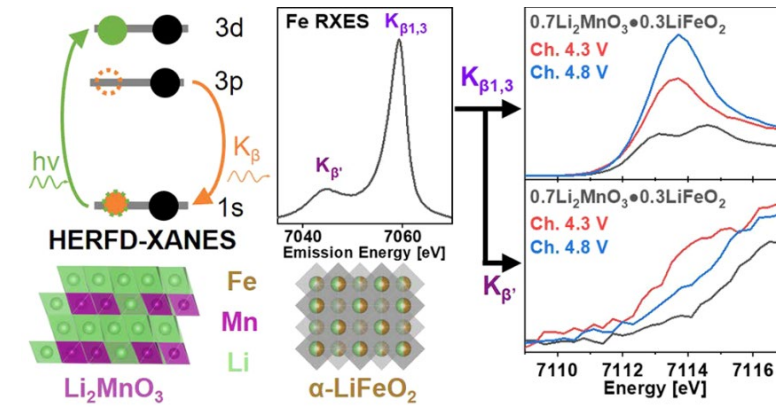 3d
3p
1s
hν
Kβ
HERFD-XANES
Fe RXES
Kβ1,3
Kβ'
7040
7060
Emission Energy [eV]
Kβ1,3
Kβ'
0.7Li₂MnO₃●0.3LiFeO₂
Ch. 4.3 V
Ch. 4.8 V
0.7Li₂MnO₃●0.3LiFeO₂
Ch. 4.3 V
Ch. 4.8 V
7110
7112
7114
7116
Energy [eV]
Fe
Mn
Li
Li₂MnO₃
α-LiFeO₂